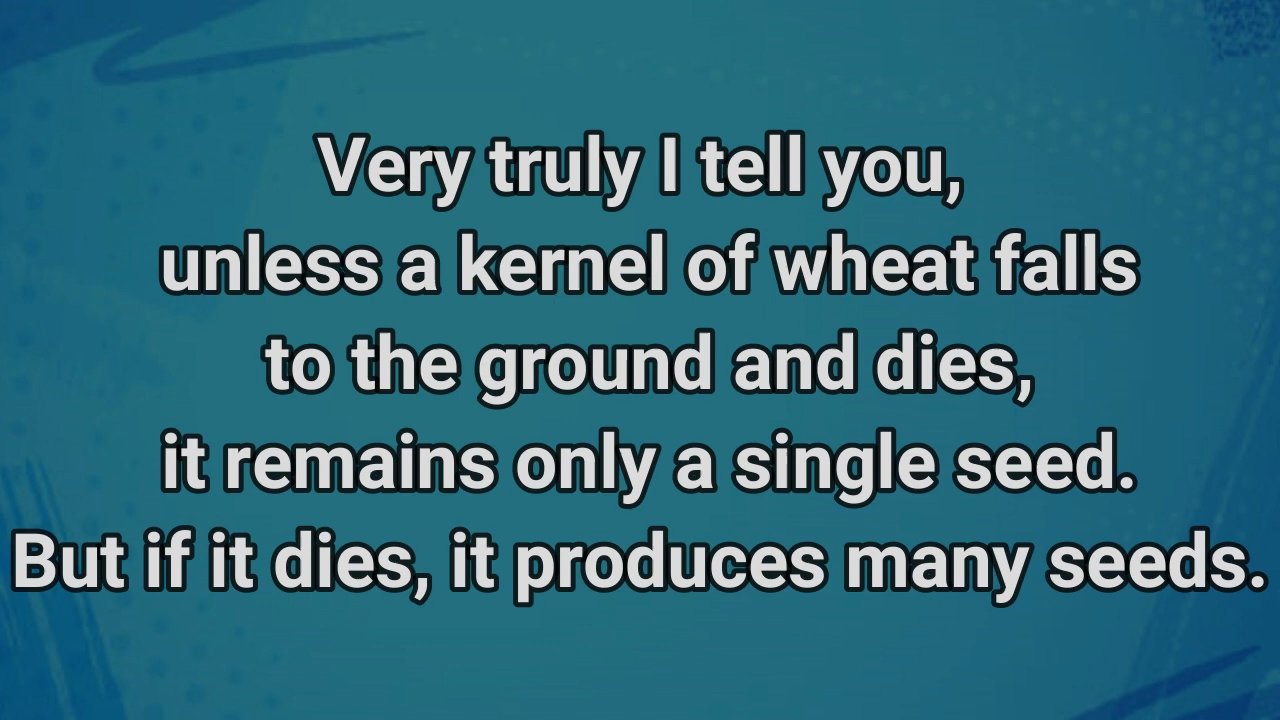 Very truly I tell you,
unless a kernel of wheat falls
to the ground and dies,
it remains only a single seed.
But if it dies, it produces many seeds.